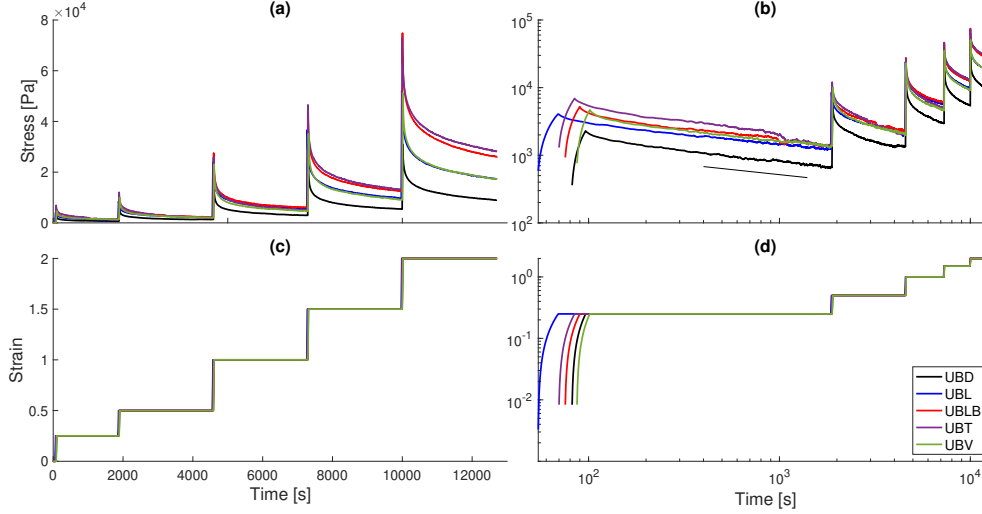 (a)
(b)
×10⁴
8
6
4
2
0
Stress [Pa]
10⁵
10⁴
10³
10²
(c)
(d)
2
1.5
1
0.5
0
Strain
10⁰
10⁻¹
10⁻²
UBD
UBL
UBLB
UBT
UBV
0 2000 4000 6000 8000 10000 12000
10² 10³ 10⁴
Time [s]
Time [s]